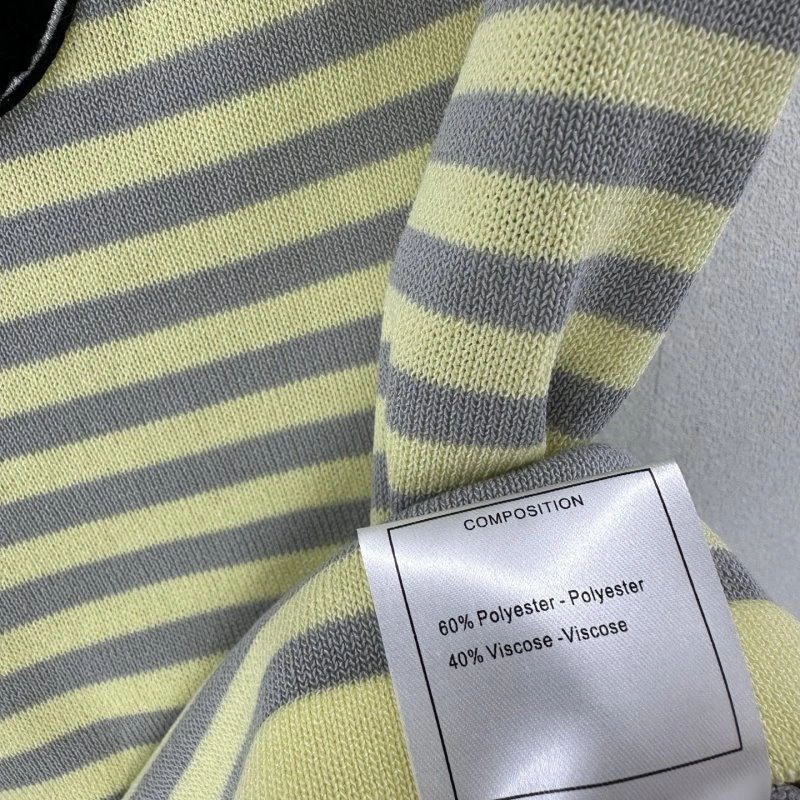 COMPOSITION
60% Polyester - Polyester
40% Viscose -Viscose